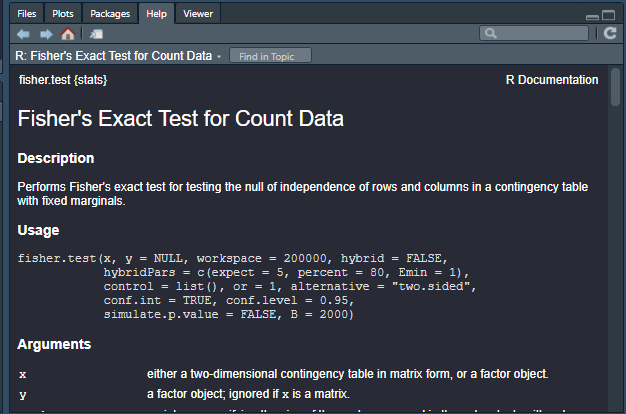 Files Plots Packages Help Viewer
R: Fisher's Exact Test for Count Data Find in Topic
fisher.test {stats} R Documentation
Fisher's Exact Test for Count Data
Description
Performs Fisher's exact test for testing the null of independence of rows and columns in a contingency table
with fixed marginals.
Usage
fisher.test(x, y = NULL, workspace = 200000, hybrid = FALSE,
hybridPars = c(expect = 5, percent = 80, Emin = 1),
control = list(), or = 1, alternative = "two.sided",
conf.int = TRUE, conf.level = 0.95,
simulate.p.value = FALSE, B = 2000)
Arguments
x either a two-dimensional contingency table in matrix form, or a factor object.
y a factor object; ignored if x is a matrix.